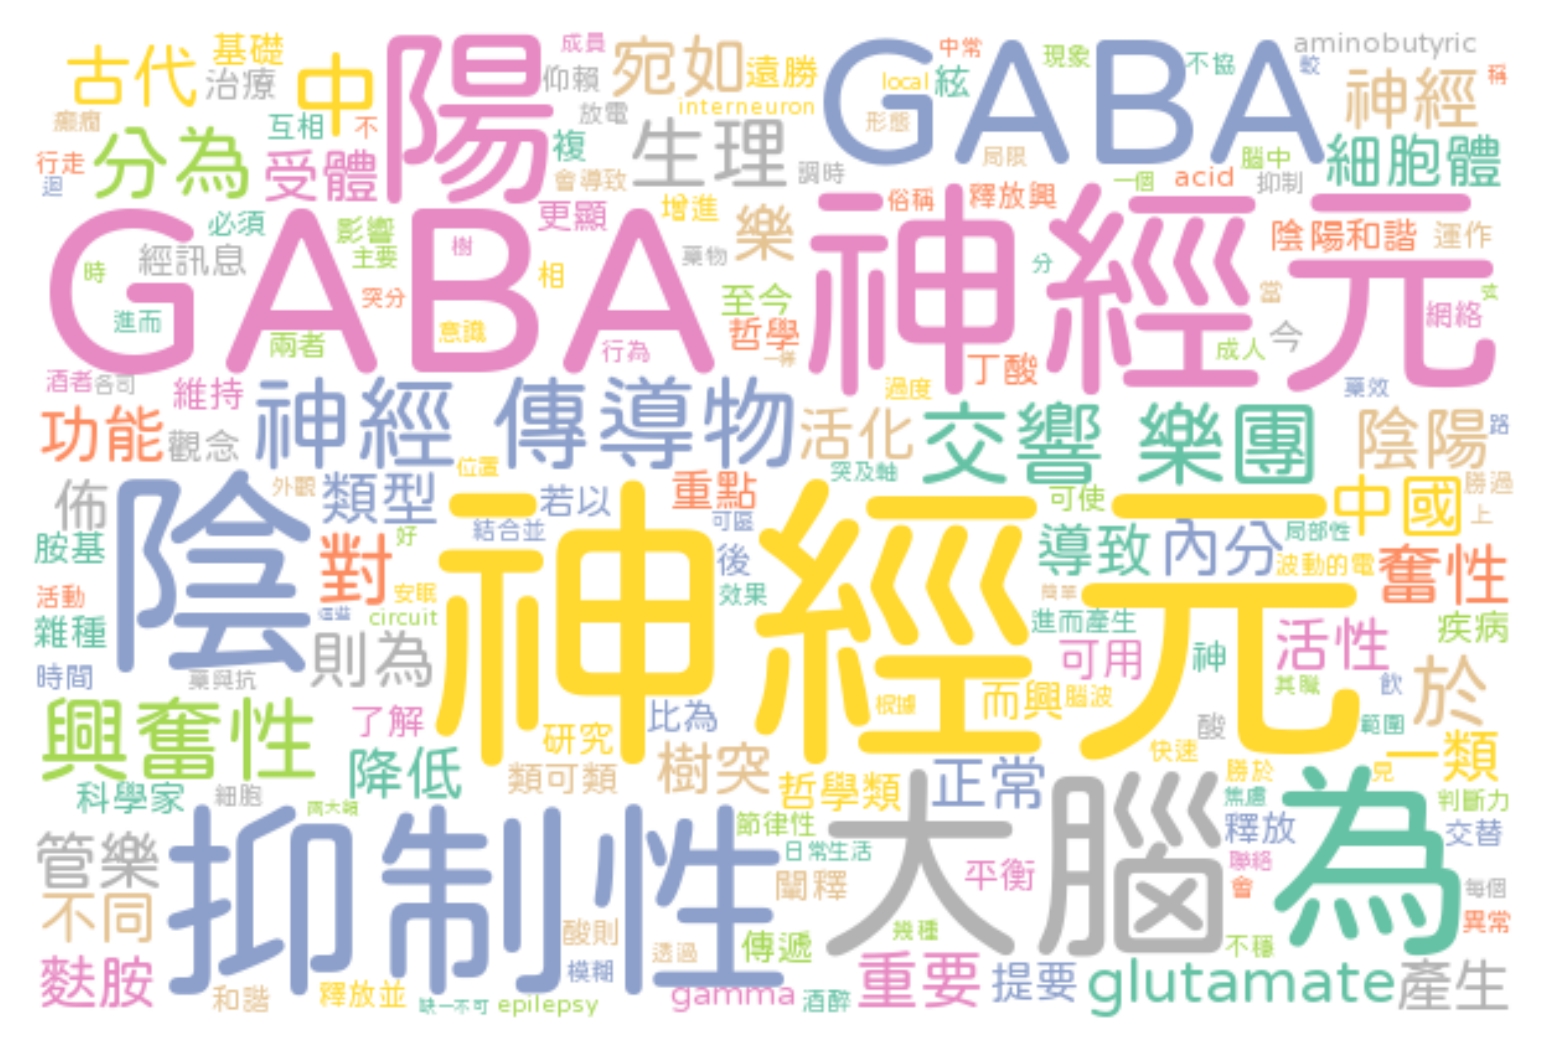 古代
基礎
治療
中
陽
成員
仰賴
放電
宛如
遠勝
interneuron
GABA
中常
local
絃
形態
現象
不協
aminobutyric
較
神經
稱
癲癇
互相
不
行走
迴
分為
受體
複
會導致
生理
調時
局限
一個
acid
腦中
抑制
細胞體
GABA
必須
影響
主要
經訊息
時
進而
兩者
突分
樹
意識
更顯
相
行為
增進
藥物
樂
至今
哲學
一樣
神經元
俗稱
釋放興
分
丁酸
陰陽和諧
運作
當
今
成人
網絡
女
酒者
各司
維持
功能
觀念
神經 傳導物
活化
過度
交響 樂團
藥效
陰陽
路
位置
突及軸
佈
陰
外觀
類型
若以
結合並
好
重點
可區
後
效果
可使
中國
勝過
上
胺基
活動
雜種
時間
對
安眠
這些
circuit
則為
藥與抗
神經元
簡單
導致
內分
局部性
波動的電
奮性
進而產生
可用
神
活性
疾病
其職
飲
於
而興
腦波
根據
酸
範圍
快速
一類
興奮性
了解
研究
比為
降低
類可類
樹突
哲學類
正常
勝於
焦慮
見
判斷力
科學家
細胞
兩大類
抑制性
節律性
日常生活
大腦
釋放
為
交替
管樂
不同
闡釋
平衡
聯絡
會
每個
異常
酸則
模糊
透過
傳遞
幾種
不穩
麩胺
和諧
釋放並
缺一不可
epilepsy
gamma
酒醉
重要
提要
glutamate
產生